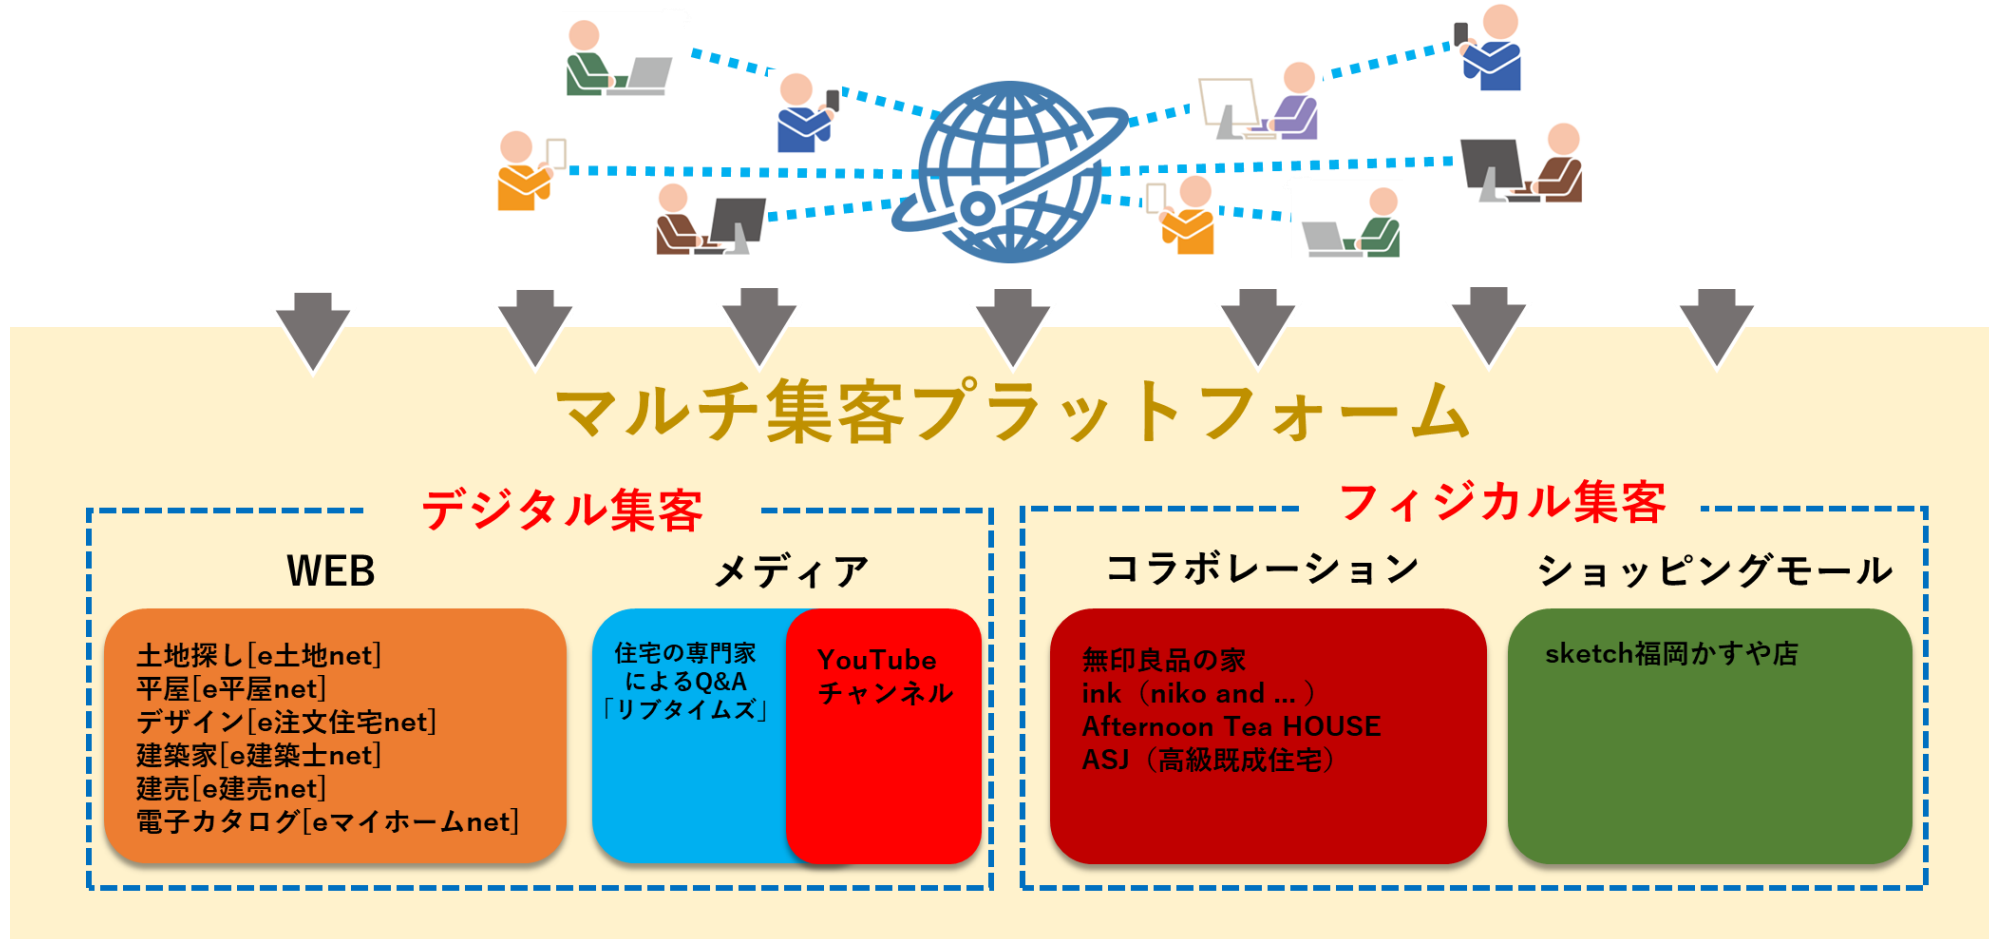 マルチ集客プラットフォーム
デジタル集客
WEB
土地探し[e土地net]
平屋[e平屋net]
デザイン[e注文住宅net]
建築家[e建築士net]
建売[e建売net]
電子カタログ[eマイホームnet]
メディア
住宅の専門家
によるQ&A
「リブタイムズ」
YouTube
チャンネル
フィジカル集客
コラボレーション
無印良品の家
ink（niko and ... ）
Afternoon Tea HOUSE
ASJ（高級既成住宅）
ショッピングモール
sketch福岡かすや店